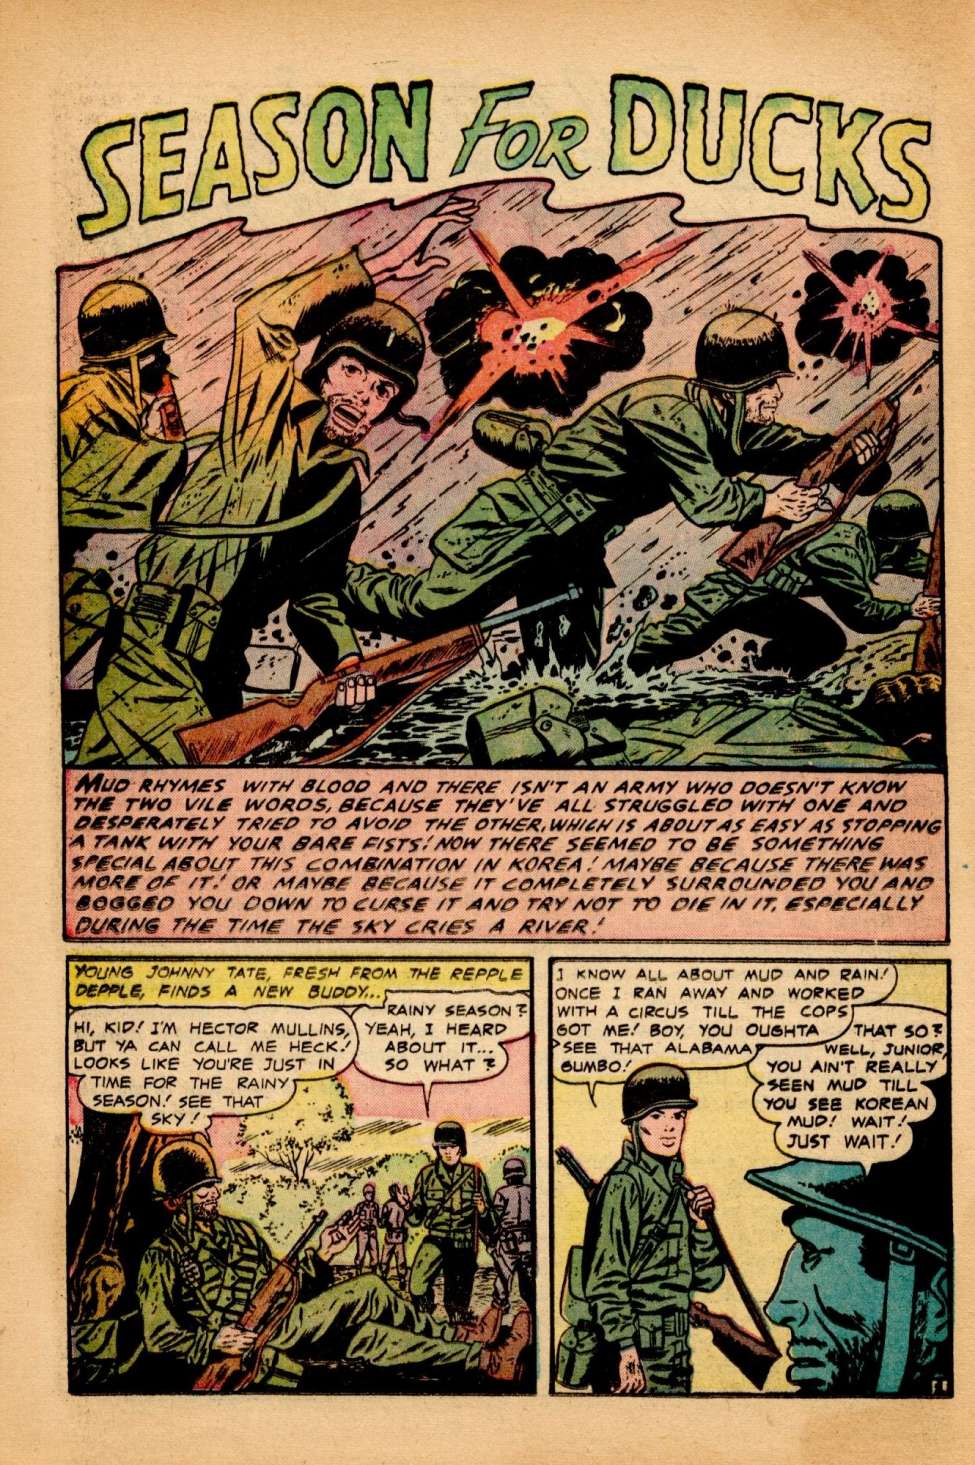 SEASON FOR DUCKS
MUD RHYMES WITH BLOOD AND THERE ISN'T AN ARMY WHO DOESN'T KNOW
THE TWO VILE WORDS, BECAUSE THEY'VE ALL STRUGGLED WITH ONE AND
DESPERATELY TRIED TO AVOID THE OTHER, WHICH IS ABOUT AS EASY AS STOPPING
A TANK WITH YOUR BARE FISTS! NOW THERE SEEMED TO BE SOMETHING
SPECIAL ABOUT THIS COMBINATION IN KOREA! MAYBE BECAUSE THERE WAS
MORE OF IT! OR MAYBE BECAUSE IT COMPLETELY SURROUNDED YOU AND
BOGGED YOU DOWN TO CURSE IT AND TRY NOT TO DIE IN IT, ESPECIALLY
DURING THE TIME THE SKY CRIES A RIVER!
YOUNG JOHNNY TATE, FRESH FROM THE REPPLE
DEPPLE, FINDS A NEW BUDDY...
HI, KID! I'M HECTOR MULLINS,
BUT YA CAN CALL ME HECK!
LOOKS LIKE YOU'RE JUST IN
TIME FOR THE RAINY
SEASON! SEE THAT
SKY!
RAINY SEASON?
YEAH, I HEARD
ABOUT IT...
SO WHAT?
I KNOW ALL ABOUT MUD AND RAIN!
ONCE I RAN AWAY AND WORKED
WITH A CIRCUS TILL THE COPS
GOT ME! BOY, YOU OUGHTA
SEE THAT ALABAMA
GUMBO!
THAT SO?
WELL, JUNIOR,
YOU AIN'T REALLY
SEEN MUD TILL
YOU SEE KOREAN
MUD! WAIT!
JUST WAIT!
1